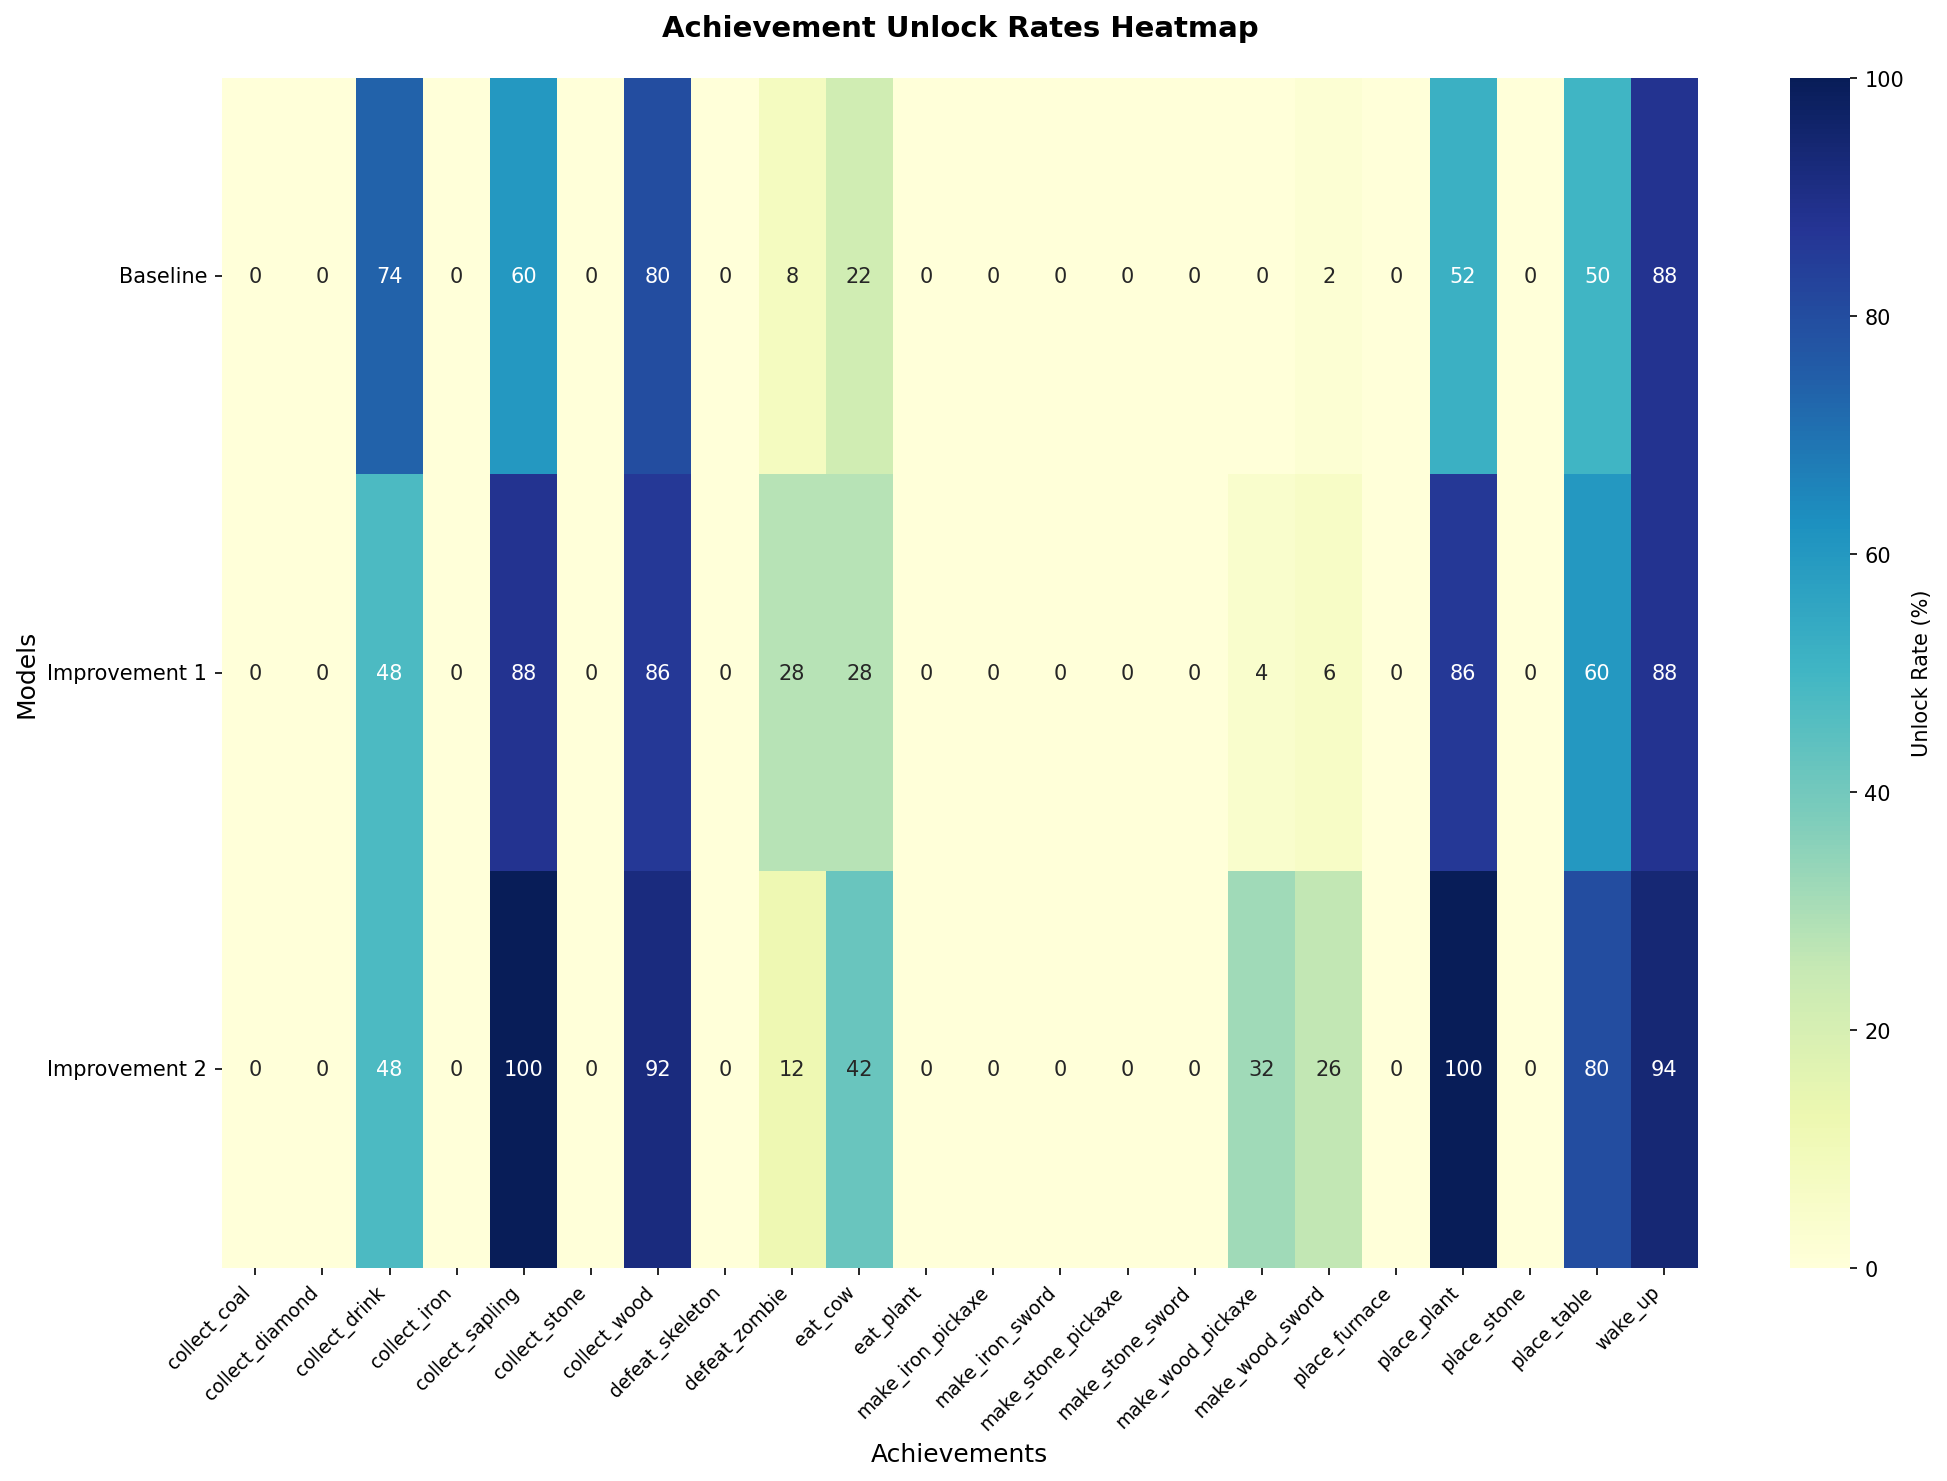 Achievement Unlock Rates Heatmap
Models
Baseline 0 0 74 0 60 0 80 0 8 22 0 0 0 0 0 0 2 0 52 0 50 88
Improvement 1 0 0 48 0 88 0 86 0 28 28 0 0 0 0 0 4 6 0 86 0 60 88
Improvement 2 0 0 48 0 100 0 92 0 12 42 0 0 0 0 0 32 26 0 100 0 80 94
collect_coal
collect_diamond
collect_drink
collect_iron
collect_sapling
collect_stone
collect_wood
defeat_skeleton
defeat_zombie
eat_cow
eat_plant
make_iron_pickaxe
make_iron_sword
make_stone_pickaxe
make_stone_sword
make_wood_pickaxe
make_wood_sword
place_furnace
place_plant
place_stone
place_table
wake_up
Achievements
100
80
60
40
20
0
Unlock Rate (%)